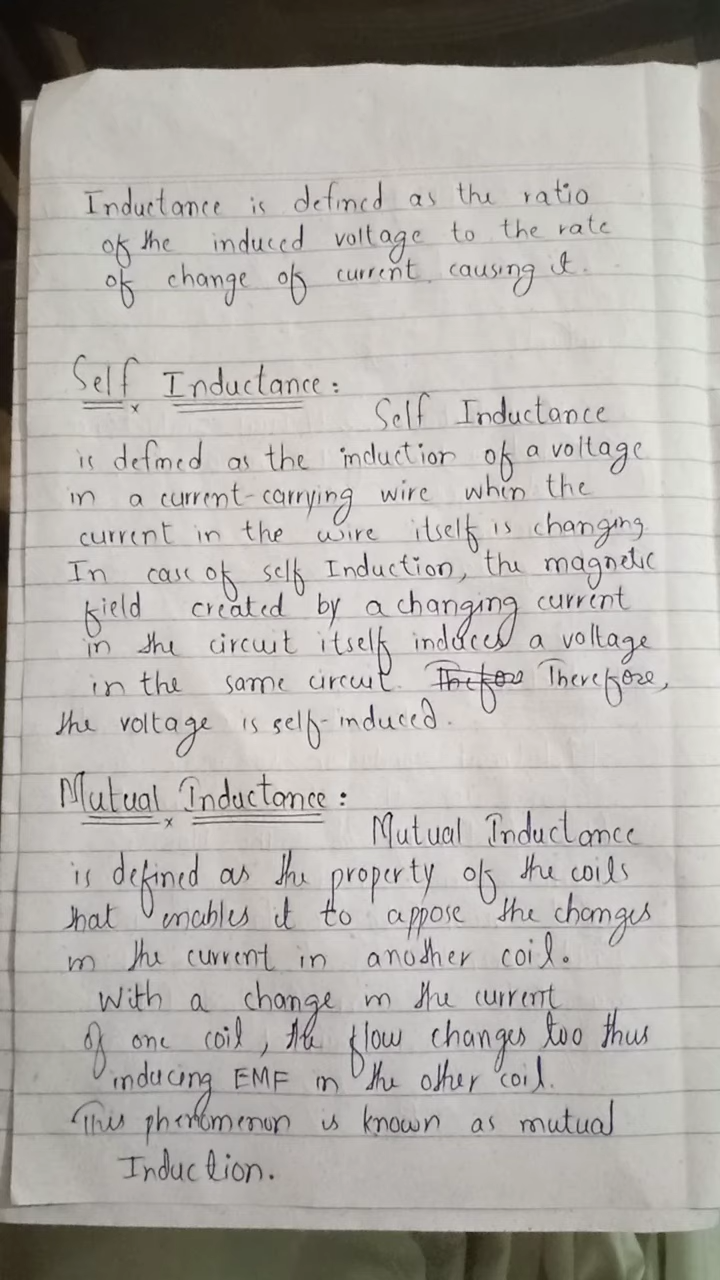 Inductance is defined as the ratio
of the induced voltage to the rate
of change of current causing it.
Self Inductance:
Self Inductance
is defined as the induction of a voltage
in a current-carrying wire when the
current in the wire itself is changing
In case of self Induction, the magnetic
field created by a changing current
in the circuit itself induces a voltage
in the same circuit. Therefore,
the voltage is self-induced.
Mutual Inductance:
Mutual Inductance
is defined as the property of the coils
that enables it to appose the changes
in the current in another coil.
With a change in the current
of one coil, the flow changes too thus
inducing EMF in the other coil.
This phenomenon is known as mutual
Induction.